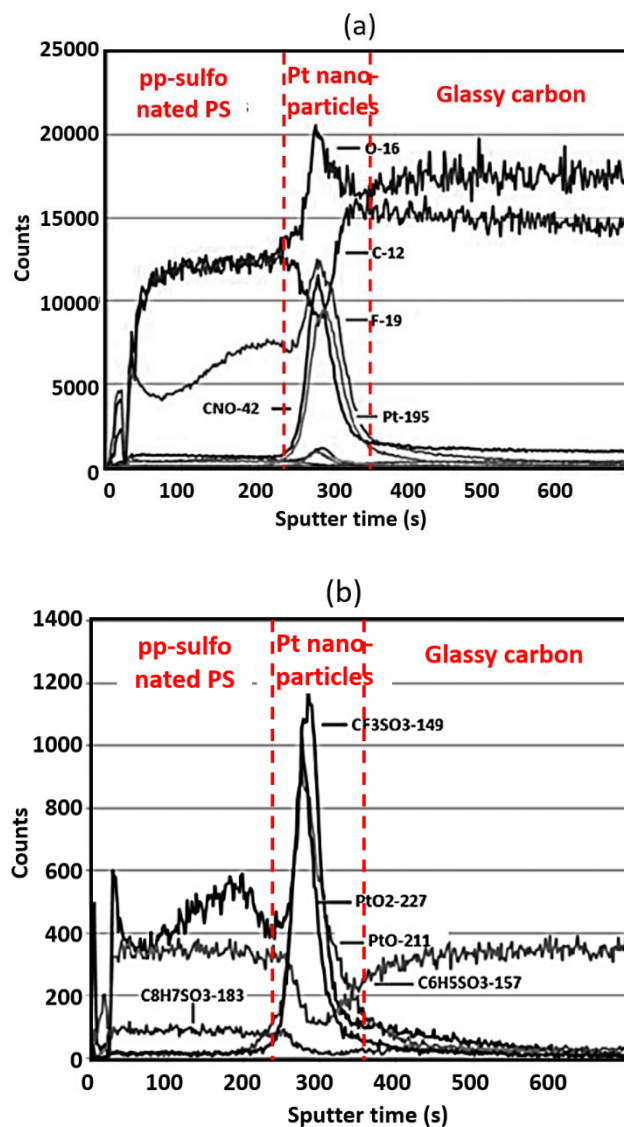 (a)
pp-sulfo
nated PS
Pt nano-
particles
Glassy carbon
25000
20000
15000
10000
5000
0
Counts
O-16
C-12
F-19
CNO-42
Pt-195
0 100 200 300 400 500 600
Sputter time (s)
(b)
pp-sulfo
nated PS
Pt nano-
particles
Glassy carbon
1400
1200
1000
800
600
400
200
0
Counts
CF3SO3-149
PtO2-227
PtO-211
C6H5SO3-157
C8H7SO3-183
0 100 200 300 400 500 600
Sputter time (s)